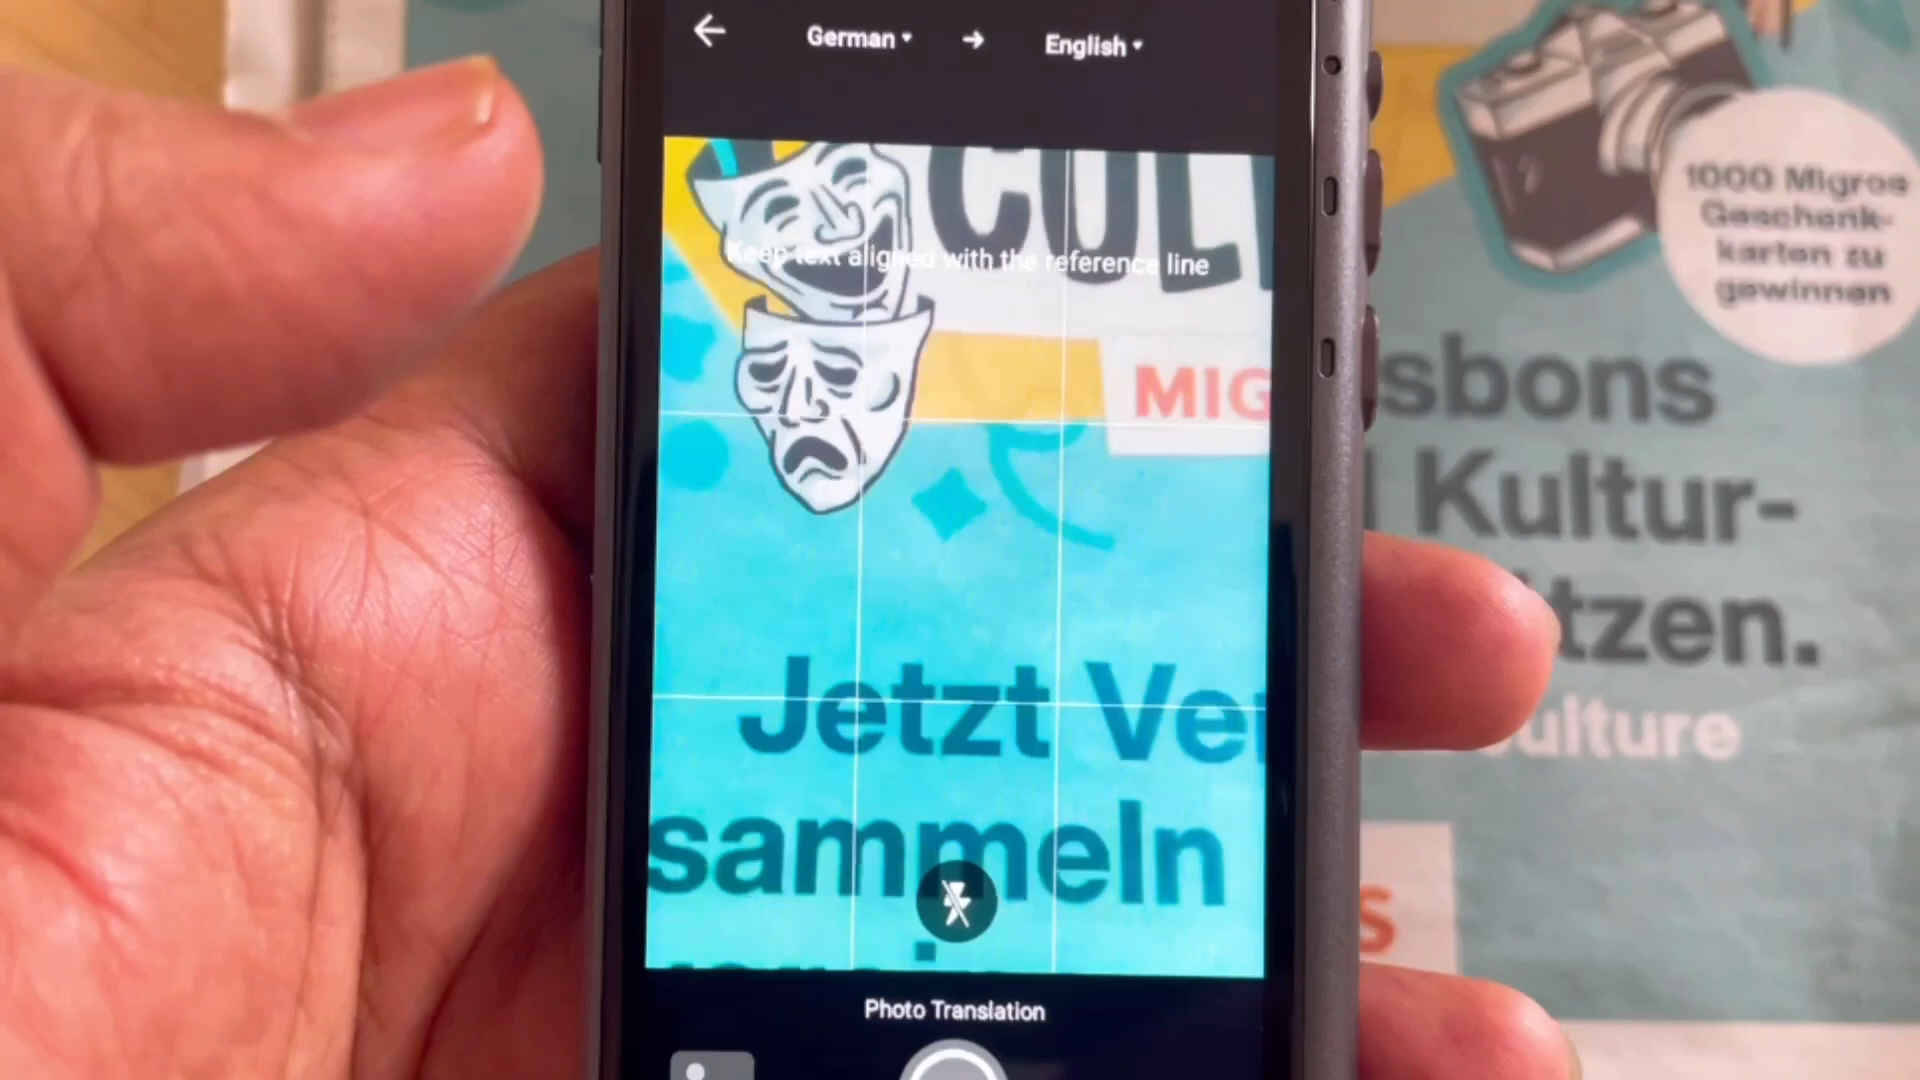 German
English
Keep text aligned with the reference line
CUL
MIG
Jetzt Ver
sammeln
Photo Translation
1000 Migros
Geschenk-
karten zu
gewinnen
sbons
Kultur-
tzen.
ulture
s